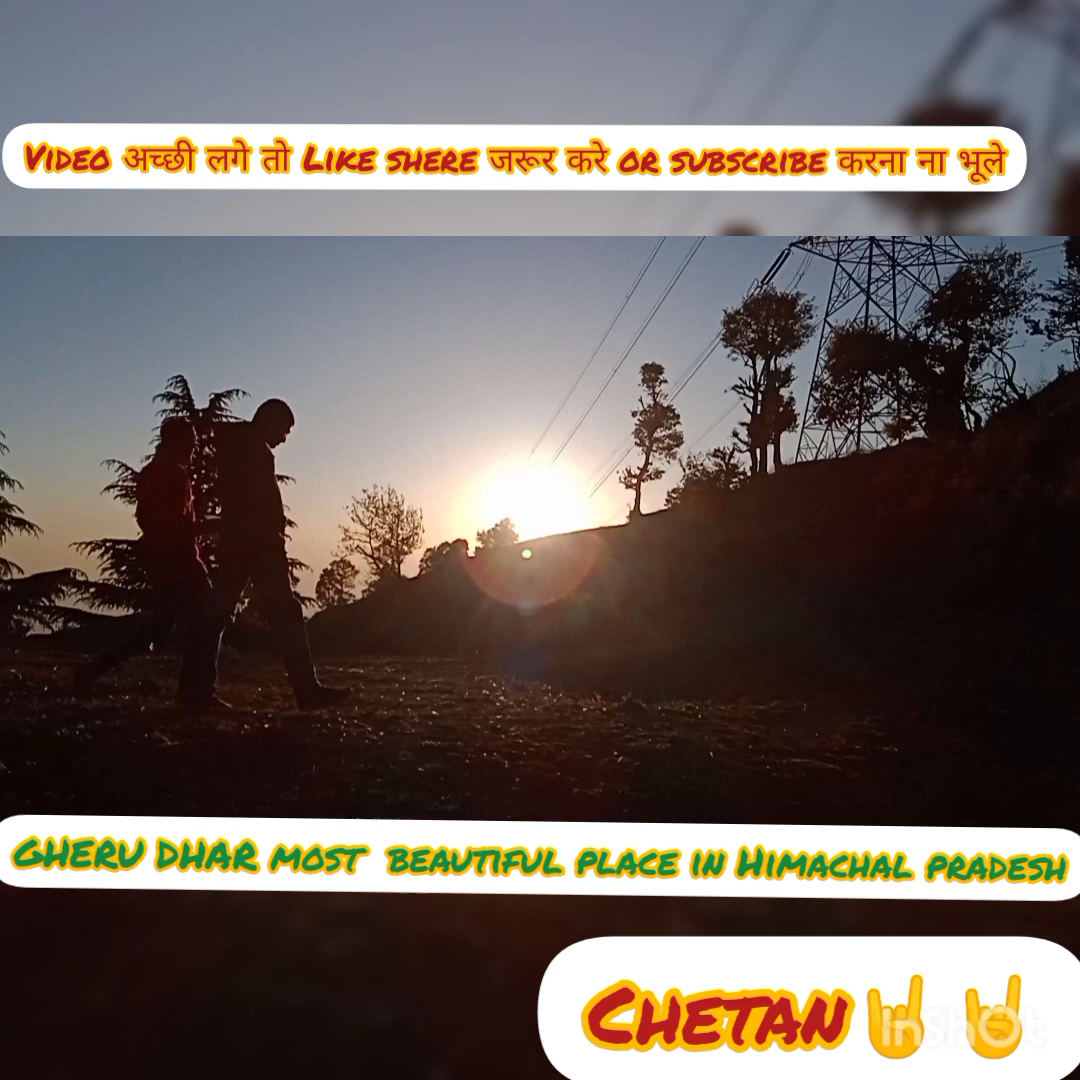 Video अच्छी लगे तो Like shere जरूर करे or subscribe करना ना भूले
GHERU DHAR most beautiful place in Himachal pradesh
Chetan🤘 🤘
InShOt